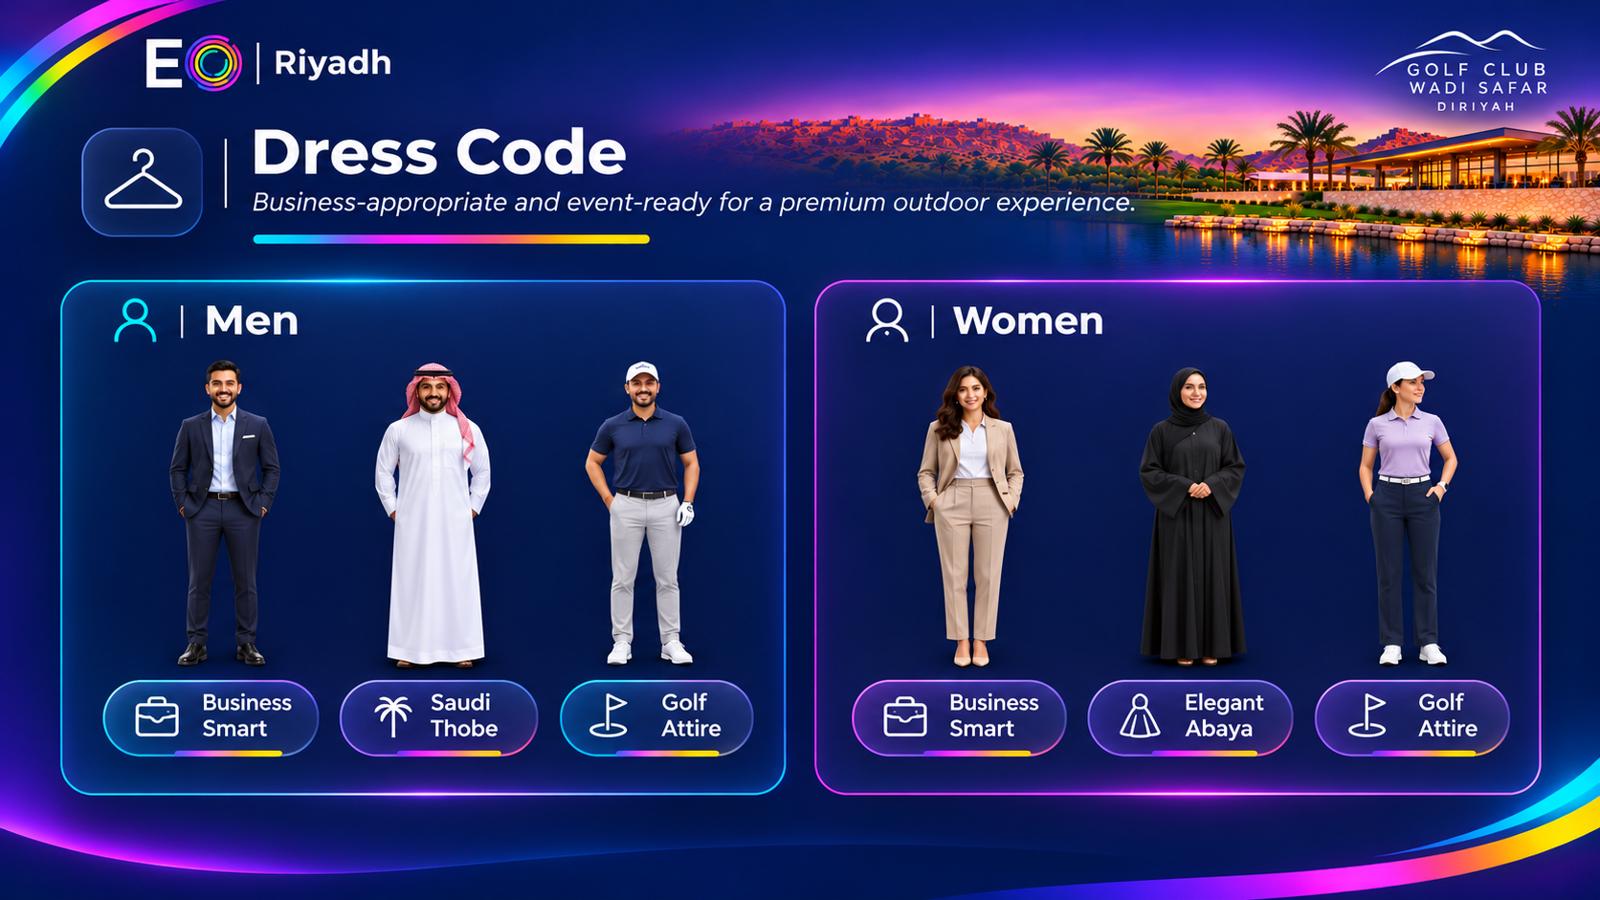 EO | Riyadh
GOLF CLUB
WADI SAFAR
DIRIYAH
Dress Code
Business-appropriate and event-ready for a premium outdoor experience.
Men
Business
Smart
Saudi
Thobe
Golf
Attire
Women
Business
Smart
Elegant
Abaya
Golf
Attire